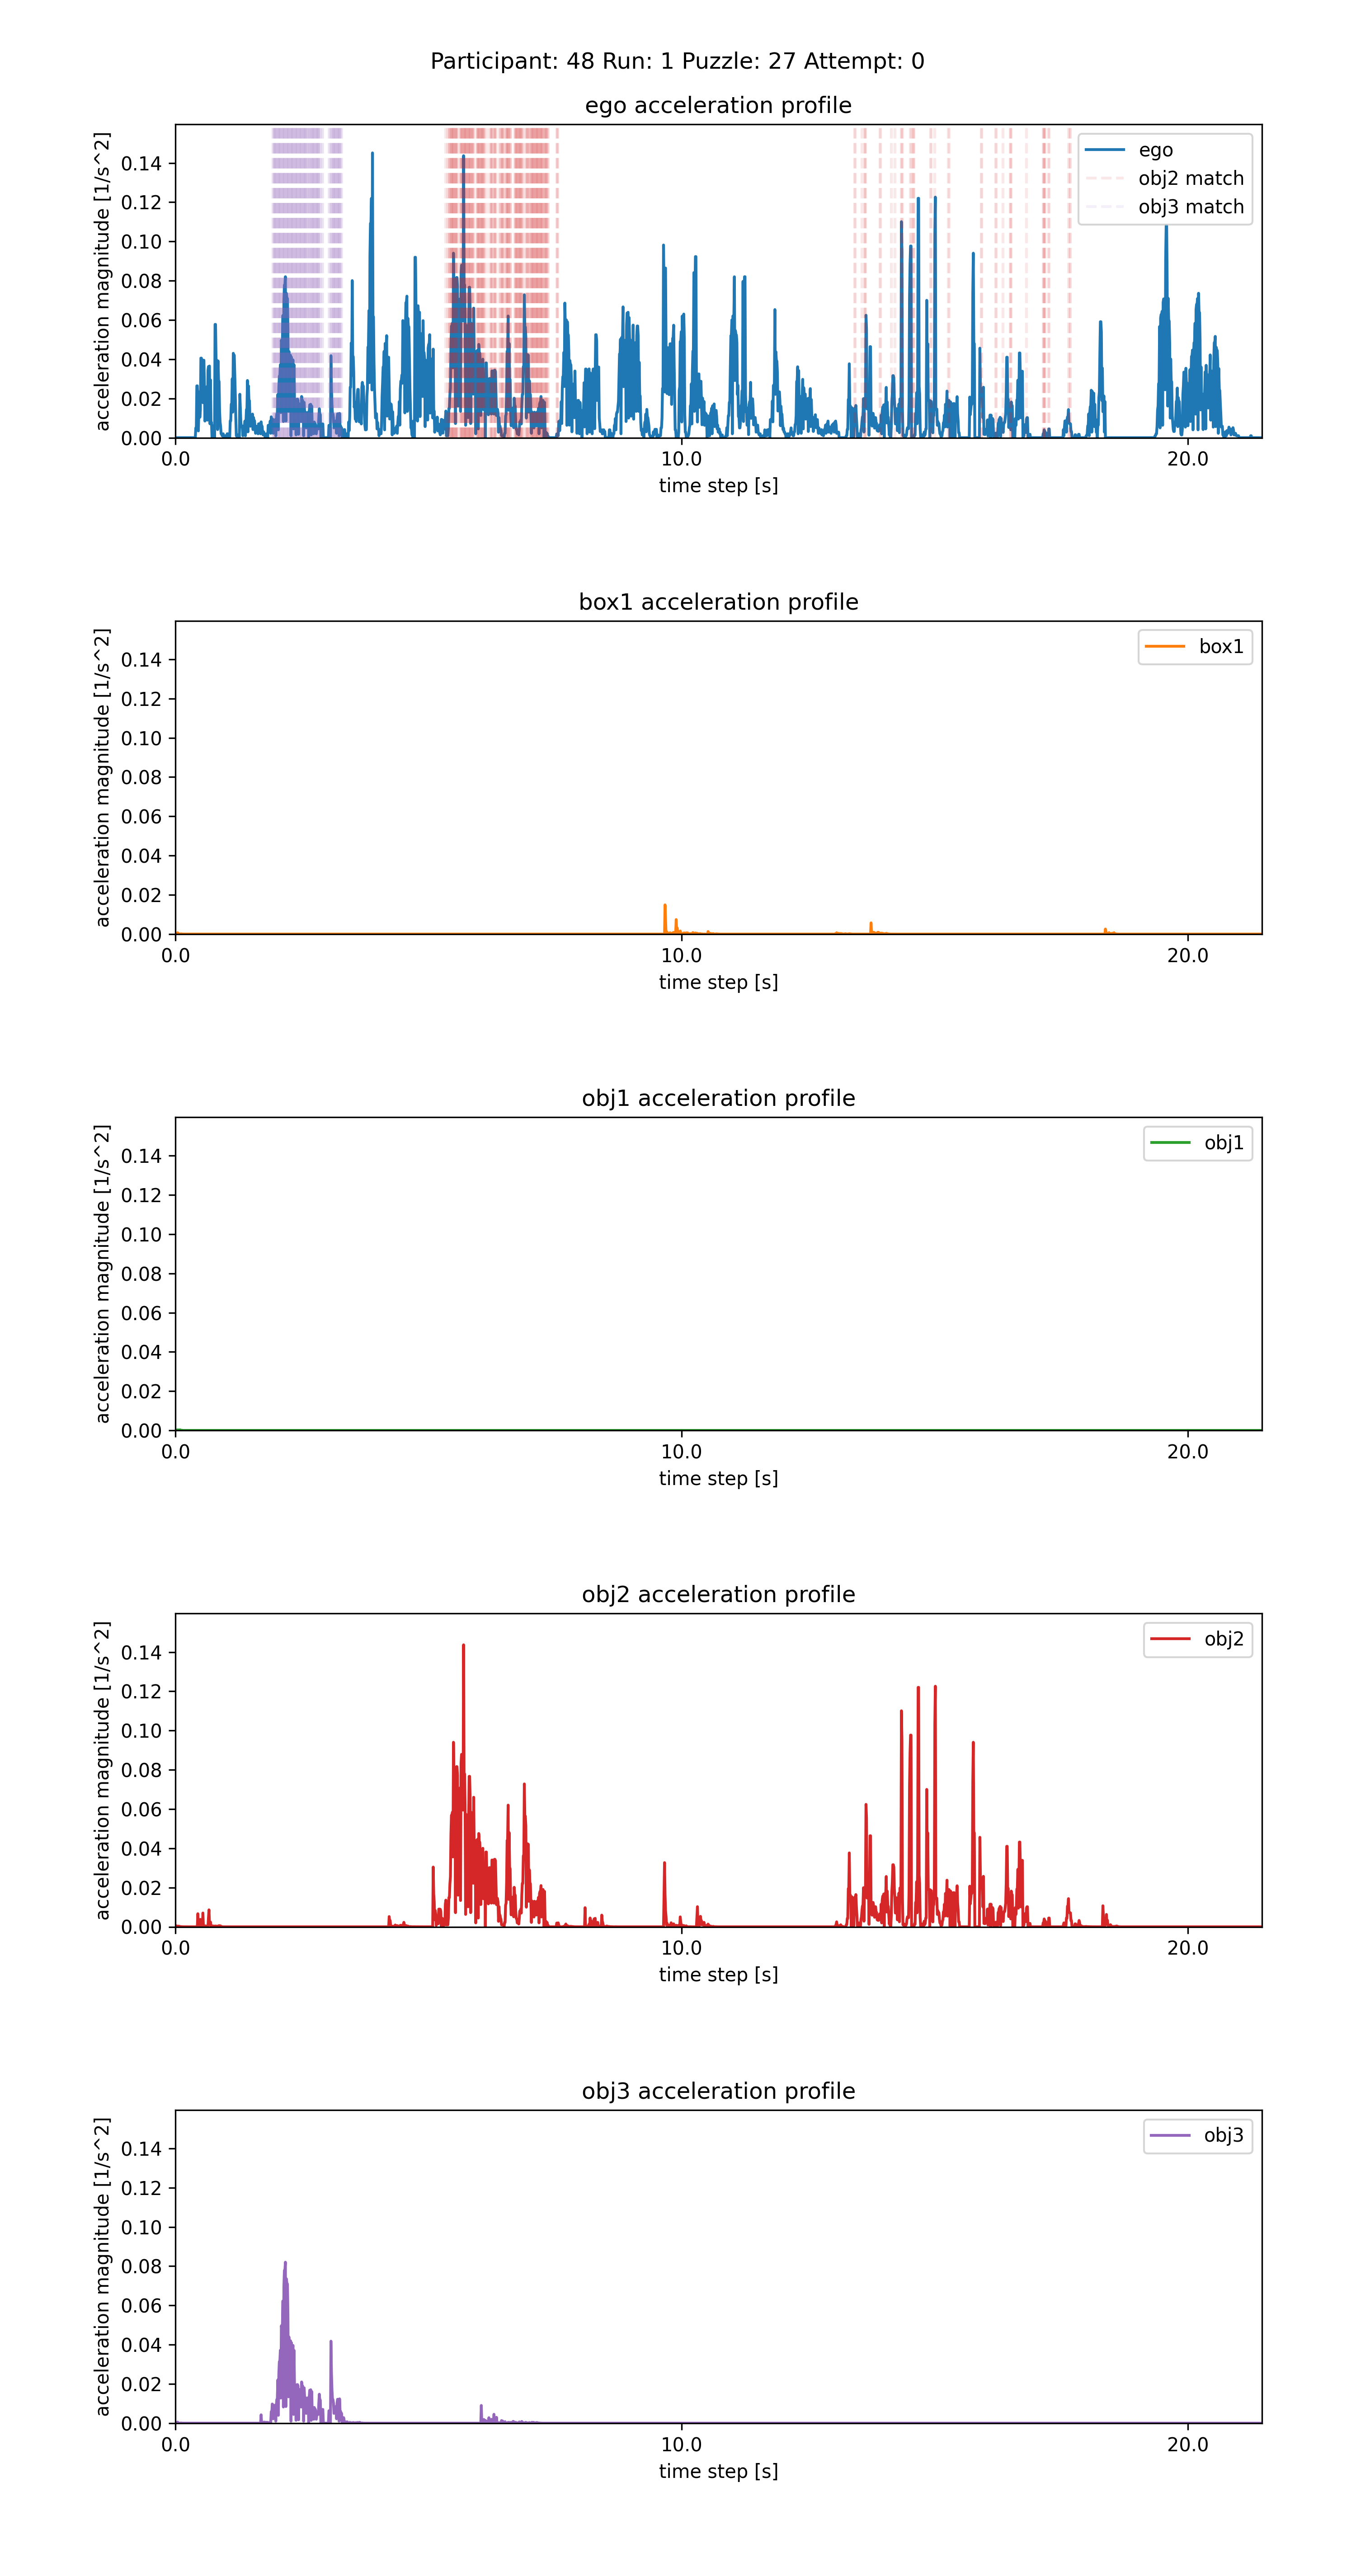 Participant: 48 Run: 1 Puzzle: 27 Attempt: 0
ego acceleration profile
acceleration magnitude [1/s^2]
0.14
0.12
0.10
0.08
0.06
0.04
0.02
0.00
ego
obj2 match
obj3 match
0.0 10.0 20.0
time step [s]
box1 acceleration profile
acceleration magnitude [1/s^2]
0.14
0.12
0.10
0.08
0.06
0.04
0.02
0.00
box1
0.0 10.0 20.0
time step [s]
obj1 acceleration profile
acceleration magnitude [1/s^2]
0.14
0.12
0.10
0.08
0.06
0.04
0.02
0.00
obj1
0.0 10.0 20.0
time step [s]
obj2 acceleration profile
acceleration magnitude [1/s^2]
0.14
0.12
0.10
0.08
0.06
0.04
0.02
0.00
obj2
0.0 10.0 20.0
time step [s]
obj3 acceleration profile
acceleration magnitude [1/s^2]
0.14
0.12
0.10
0.08
0.06
0.04
0.02
0.00
obj3
0.0 10.0 20.0
time step [s]